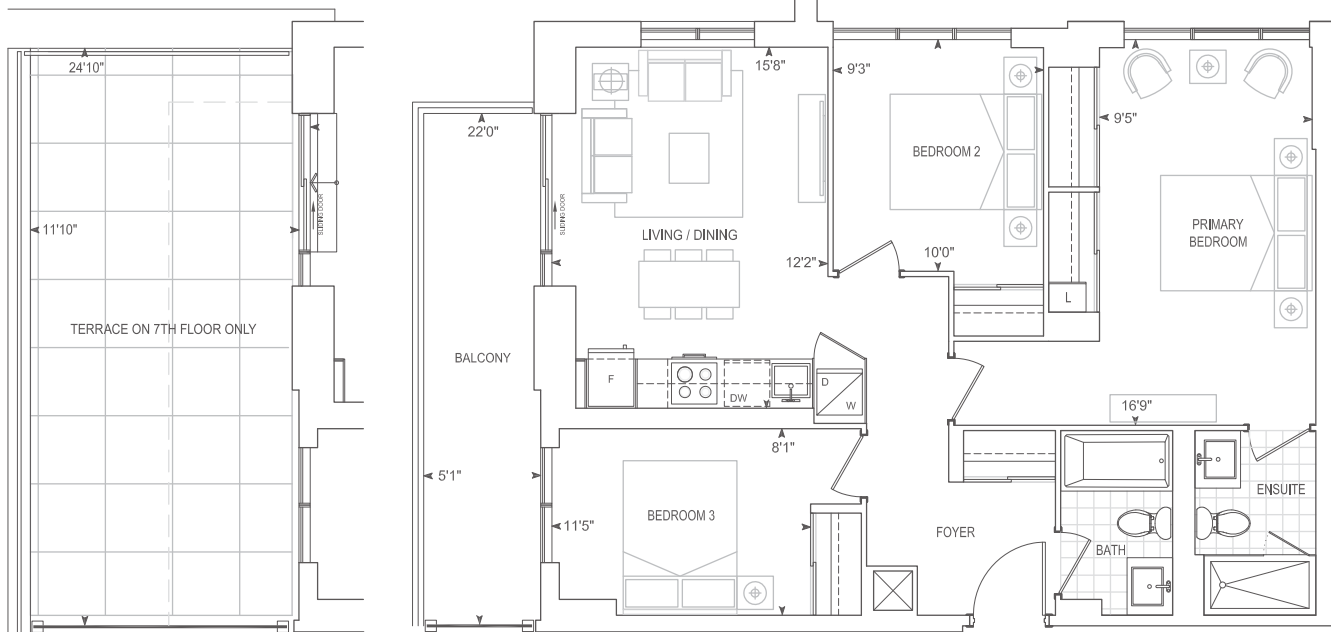 24'10"
11'10"
SLIDING DOOR
TERRACE ON 7TH FLOOR ONLY
22'0"
BALCONY
5'1"
SLIDING DOOR
15'8"
LIVING / DINING
12'2"
F
DW
D
W
9'3"
BEDROOM 2
10'0"
L
9'5"
PRIMARY
BEDROOM
16'9"
8'1"
11'5"
BEDROOM 3
FOYER
BATH
ENSUITE